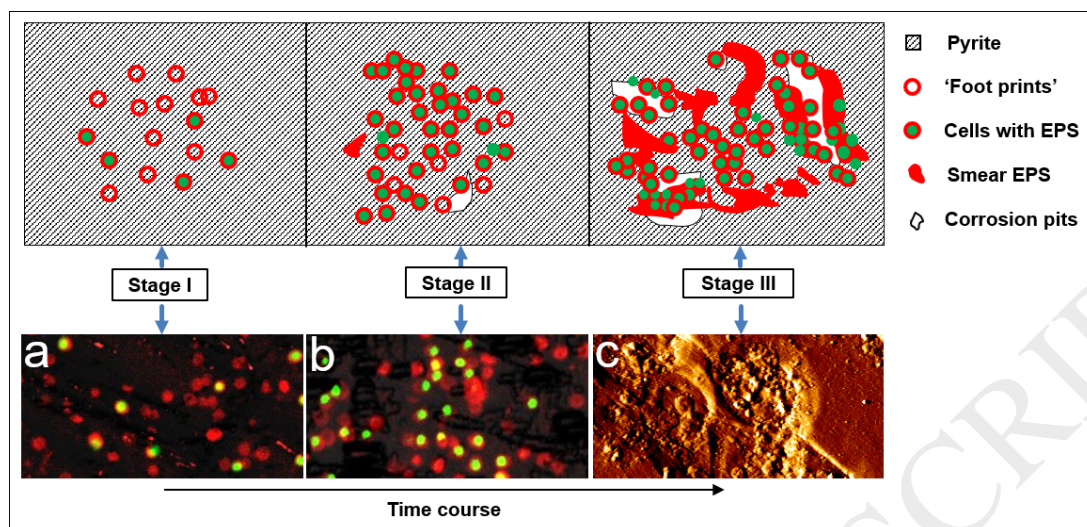 Pyrite
'Foot prints'
Cells with EPS
Smear EPS
Corrosion pits
Stage I
Stage II
Stage III
a
b
c
Time course